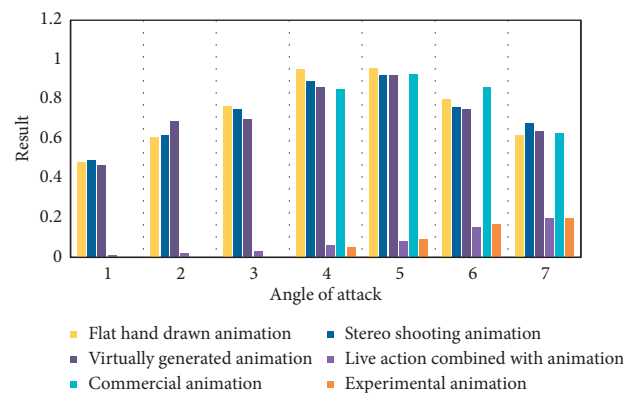 1.2
1
0.8
0.6
0.4
0.2
0
Result
1 2 3 4 5 6 7
Angle of attack
Flat hand drawn animation Stereo shooting animation
Virtually generated animation Live action combined with animation
Commercial animation Experimental animation